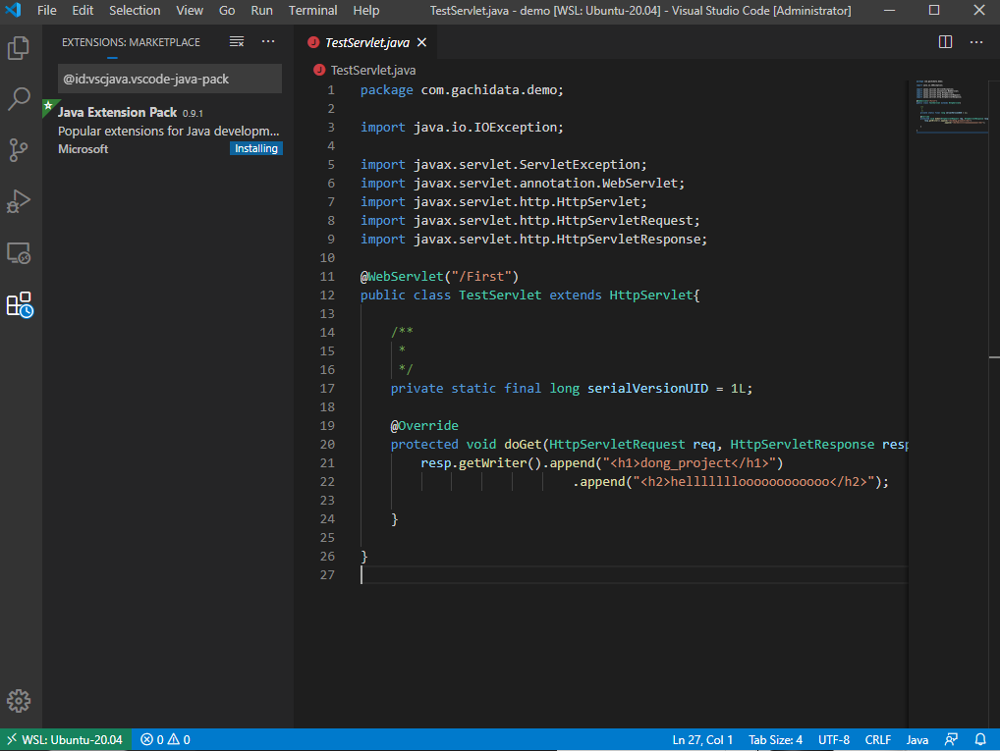 File Edit Selection View Go Run Terminal Help TestServlet.java - demo [WSL: Ubuntu-20.04] - Visual Studio Code [Administrator]
EXTENSIONS: MARKETPLACE
@id:vscjava.vscode-java-pack
Java Extension Pack 0.9.1
Popular extensions for Java developm...
Microsoft Installing
TestServlet.java
TestServlet.java
1 package com.gachidata.demo;
2
3 import java.io.IOException;
4
5 import javax.servlet.ServletException;
6 import javax.servlet.annotation.WebServlet;
7 import javax.servlet.http.HttpServlet;
8 import javax.servlet.http.HttpServletRequest;
9 import javax.servlet.http.HttpServletResponse;
10
11 @WebServlet("/First")
12 public class TestServlet extends HttpServlet{
13
14 /**
15 *
16 */
17 private static final long serialVersionUID = 1L;
18
19 @Override
20 protected void doGet(HttpServletRequest req, HttpServletResponse resp
21 resp.getWriter().append("<h1>dong_project</h1>")
22 .append("<h2>hellllllloooooooooooo</h2>");
23
24 }
25
26 }
27
WSL: Ubuntu-20.04 0 0 Ln 27, Col 1 Tab Size: 4 UTF-8 CRLF Java